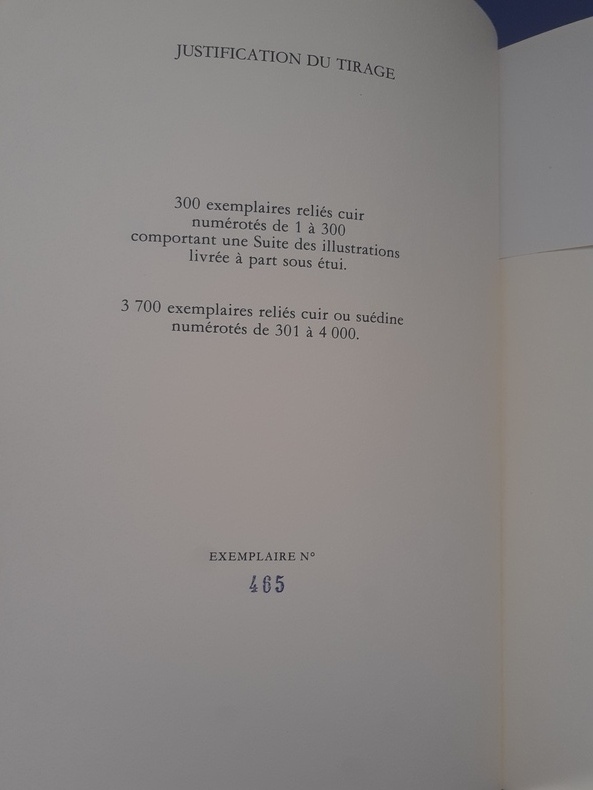 JUSTIFICATION DU TIRAGE
300 exemplaires reliés cuir
numérotés de 1 à 300
comportant une Suite des illustrations
livrée à part sous étui.
3 700 exemplaires reliés cuir ou suédine
numérotés de 301 à 4 000.
EXEMPLAIRE N°
465